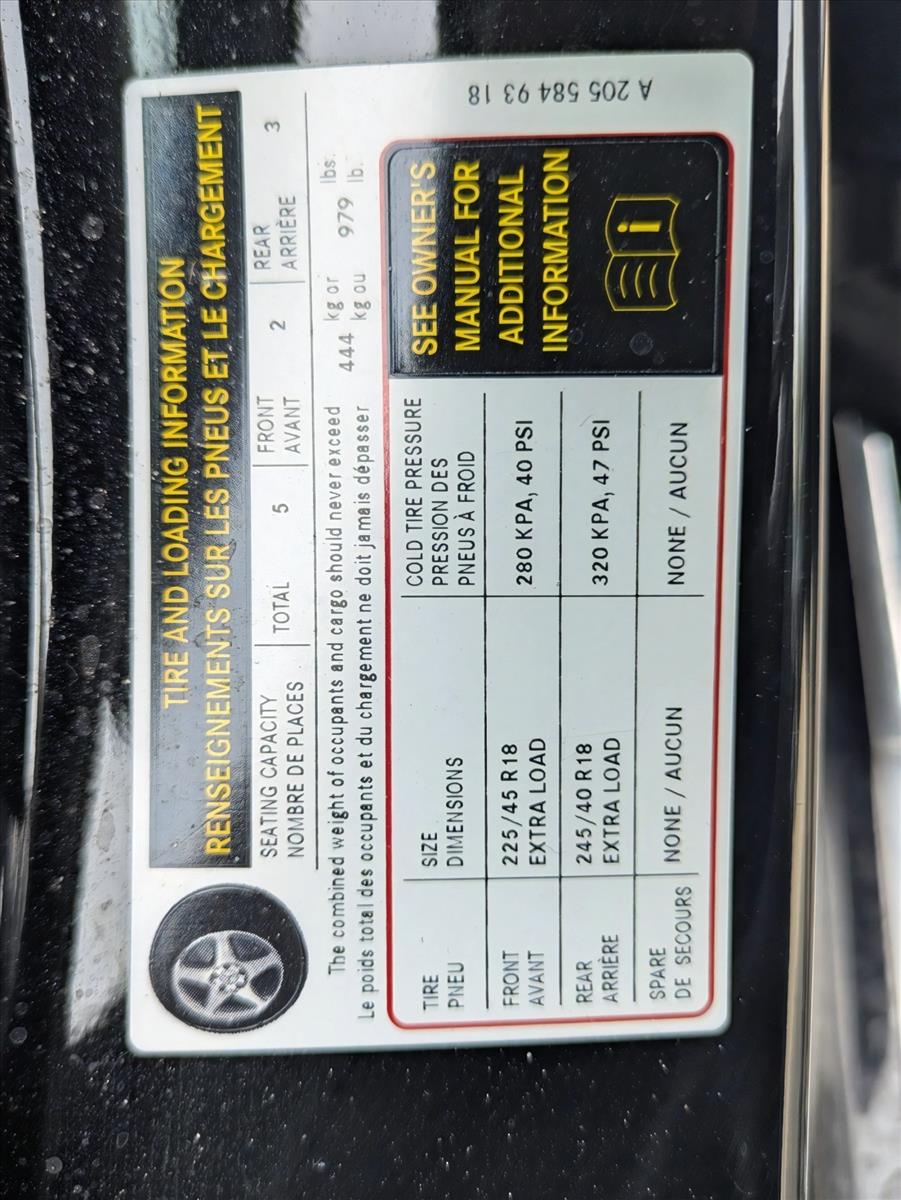 TIRE AND LOADING INFORMATION
RENSEIGNEMENTS SUR LES PNEUS ET LE CHARGEMENT
SEATING CAPACITY TOTAL 5 FRONT 2 REAR 3
NOMBRE DE PLACES AVANT ARRIÈRE
The combined weight of occupants and cargo should never exceed 444 kg or 979 lbs.
Le poids total des occupants et du chargement ne doit jamais dépasser kg ou lb.
TIRE SIZE COLD TIRE PRESSURE
PNEU DIMENSIONS PRESSION DES
PNEUS À FROID
FRONT 225/45 R18 280 KPA, 40 PSI
AVANT EXTRA LOAD
REAR 245/40 R18 320 KPA, 47 PSI
ARRIÈRE EXTRA LOAD
SPARE NONE / AUCUN NONE / AUCUN
DE SECOURS
SEE OWNER'S
MANUAL FOR
ADDITIONAL
INFORMATION
i
A 205 584 93 18